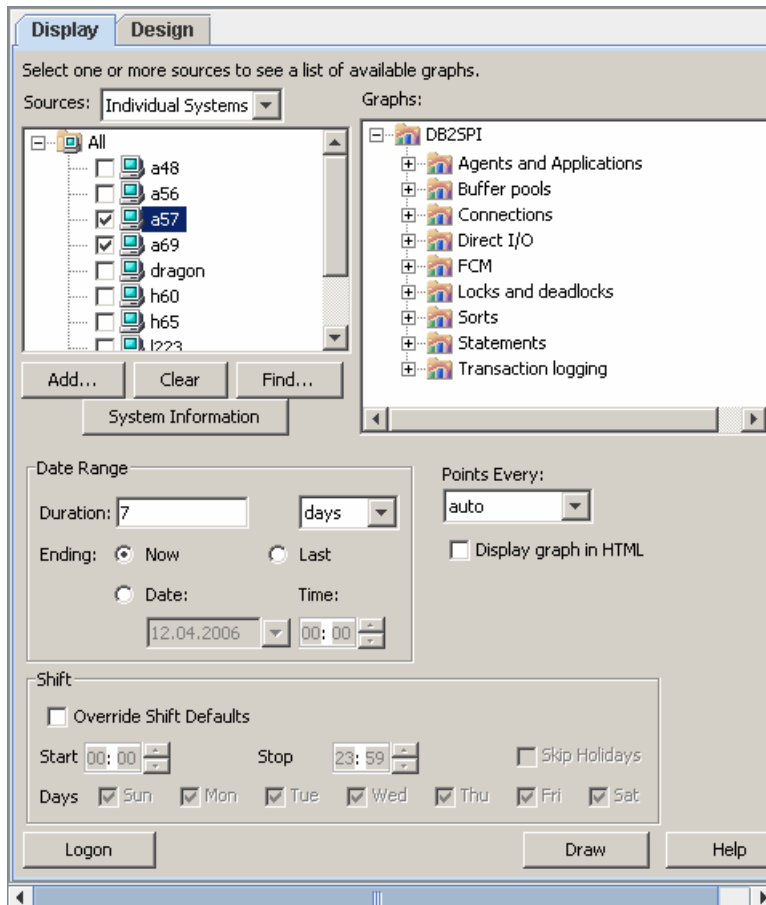 Display Design
Select one or more sources to see a list of available graphs.
Sources: Individual Systems
Graphs:
All
a48
a56
a57
a69
dragon
h60
h65
l223
DB2SPI
Agents and Applications
Buffer pools
Connections
Direct I/O
FCM
Locks and deadlocks
Sorts
Statements
Transaction logging
Add... Clear Find...
System Information
Date Range
Duration: 7 days
Ending: Now Last
Date: Time:
12.04.2006 00: 00
Points Every:
auto
Display graph in HTML
Shift
Override Shift Defaults
Start 00: 00 Stop 23: 59 Skip Holidays
Days Sun Mon Tue Wed Thu Fri Sat
Logon Draw Help